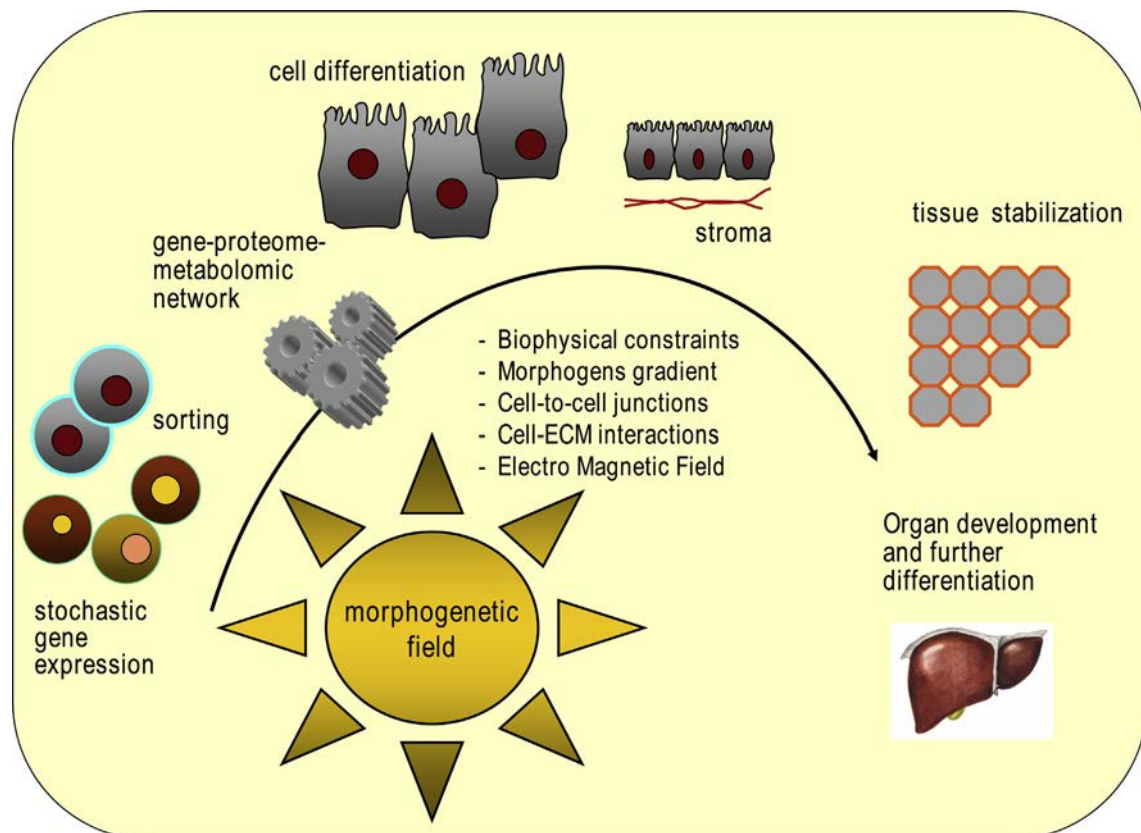 cell differentiation
stroma
tissue stabilization
gene-proteome-
metabolomic
network
- Biophysical constraints
- Morphogens gradient
- Cell-to-cell junctions
- Cell-ECM interactions
- Electro Magnetic Field
sorting
stochastic
gene
expression
morphogenetic
field
Organ development
and further
differentiation